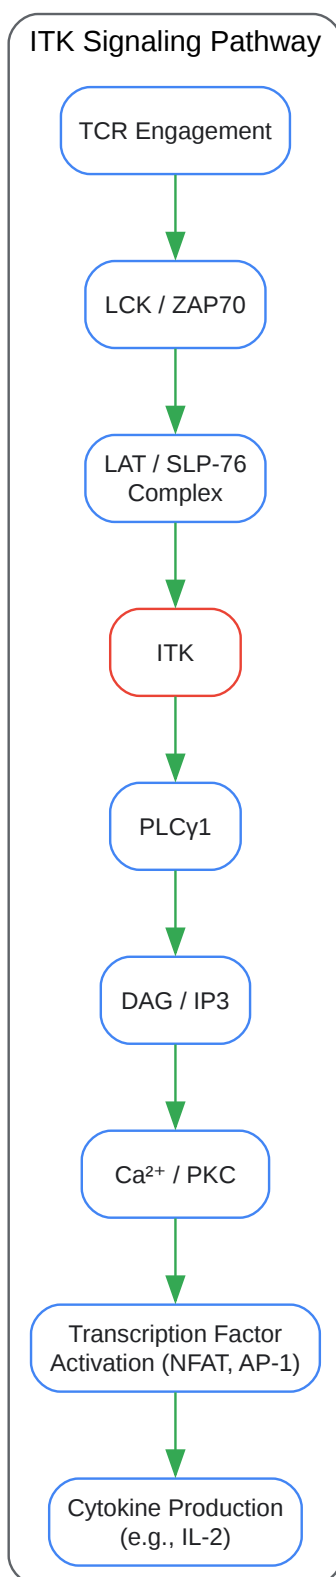 ITK Signaling Pathway
TCR Engagement
LCK / ZAP70
LAT / SLP-76
Complex
ITK
PLCγ1
DAG / IP3
Ca²⁺ / PKC
Transcription Factor
Activation (NFAT, AP-1)
Cytokine Production
(e.g., IL-2)